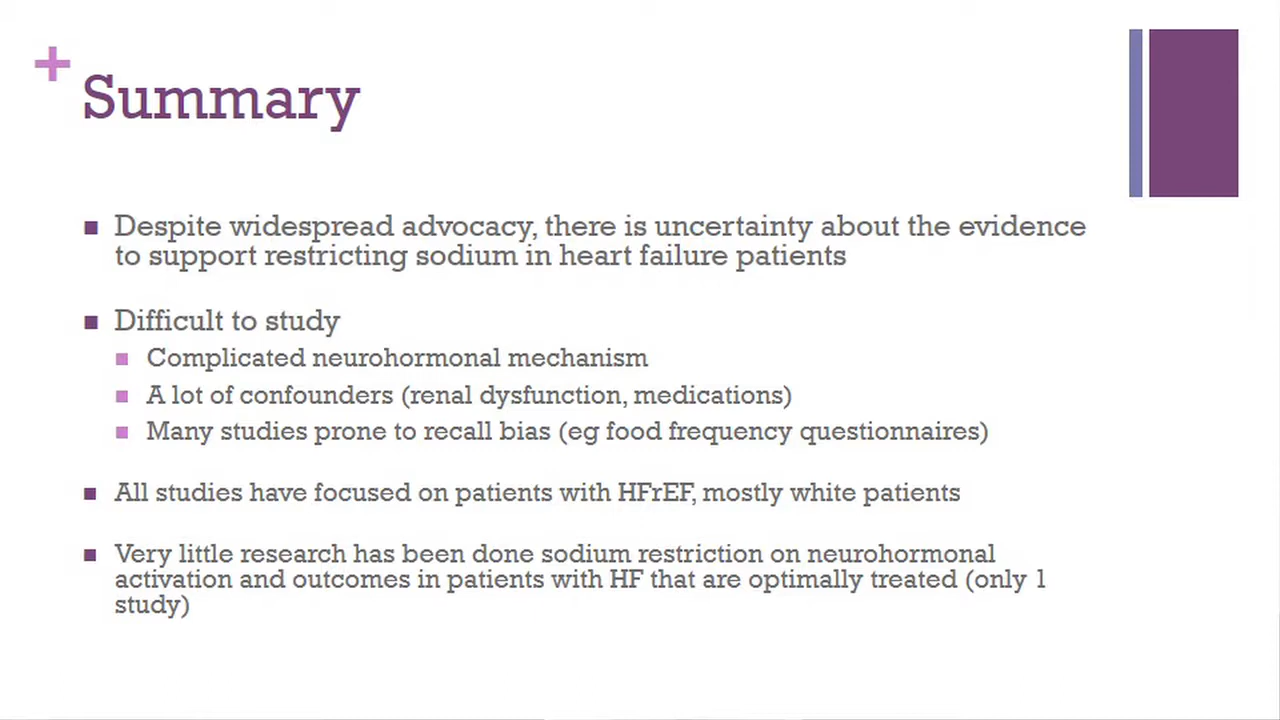 Summary
Despite widespread advocacy, there is uncertainty about the evidence
to support restricting sodium in heart failure patients
Difficult to study
Complicated neurohormonal mechanism
A lot of confounders (renal dysfunction, medications)
Many studies prone to recall bias (eg food frequency questionnaires)
All studies have focused on patients with HFrEF, mostly white patients
Very little research has been done sodium restriction on neurohormonal
activation and outcomes in patients with HF that are optimally treated (only 1
study)